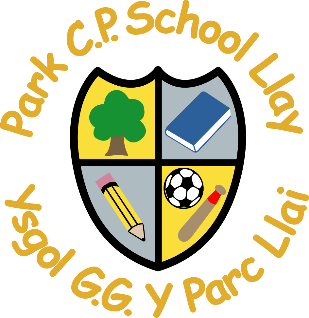 Park C.P. School Llay
Ysgol G.G. Y Parc Llai